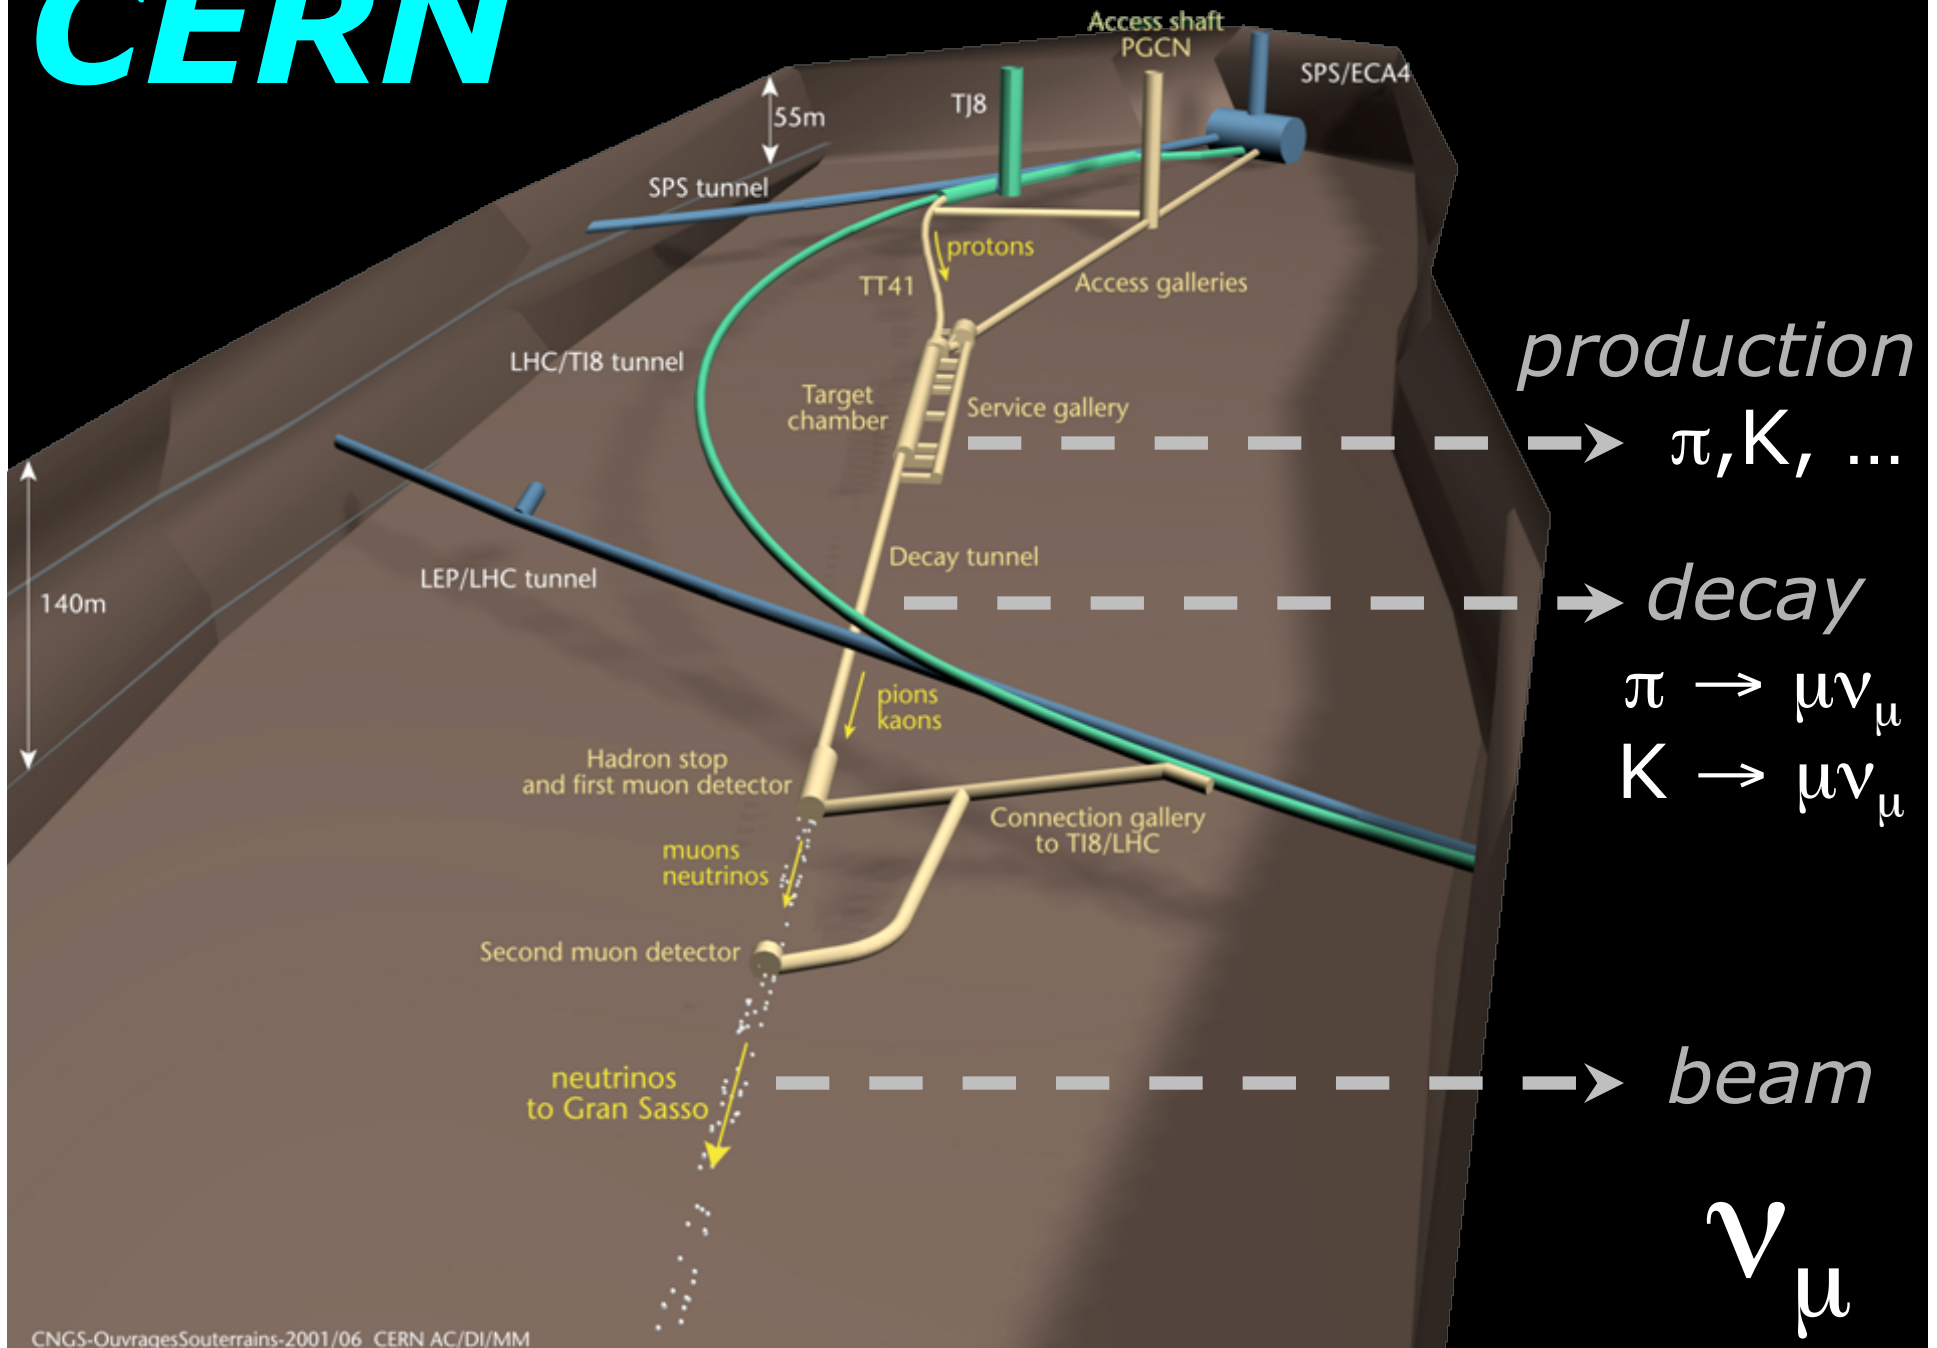 CERN
Access shaft
PGCN
SPS/ECA4
TJ8
55m
SPS tunnel
protons
TT41
Access galleries
production
LHC/TI8 tunnel
Target
chamber
Service gallery
π,K, ...
Decay tunnel
decay
LEP/LHC tunnel
140m
π → μν_μ
pions
kaons
K → μν_μ
Hadron stop
and first muon detector
Connection gallery
to TI8/LHC
muons
neutrinos
Second muon detector
beam
neutrinos
to Gran Sasso
ν_μ
CNGS-OuvragesSouterrains-2001/06 CERN AC/DI/MM